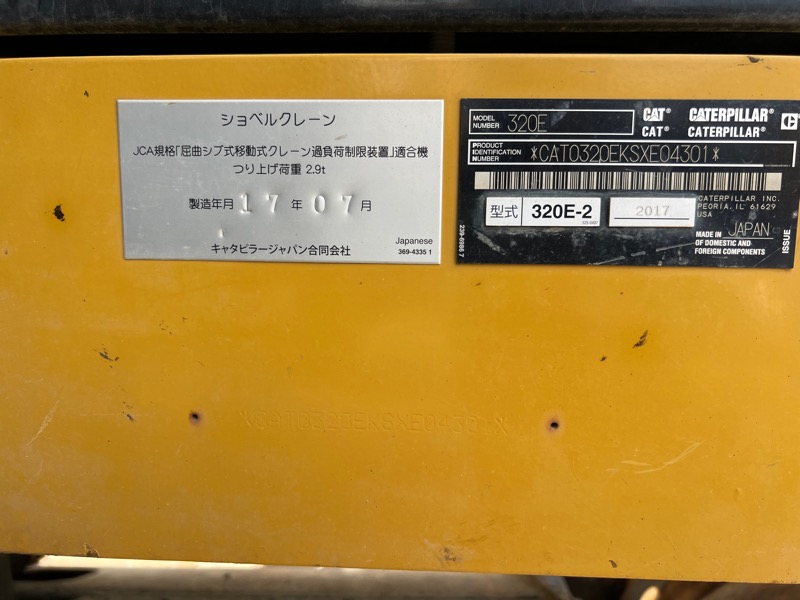 ショベルクレーン
JCA規格「屈曲ジブ式移動式クレーン過負荷制限装置」適合機
つり上げ荷重 2.9t
製造年月 17 年 07 月
キャタピラージャパン合同会社
Japanese
369-4335 1
MODEL NUMBER 320E
CAT® CATERPILLAR®
CAT® CATERPILLAR®
PRODUCT IDENTIFICATION NUMBER *CAT0320EKSXE04301*
型式 320E-2
2017
CATERPILLAR INC.
PEORIA, IL 61629
USA
MADE IN JAPAN
OF DOMESTIC AND
FOREIGN COMPONENTS
239-6986 7
ISSUE
*CAT0320EKSXE04301*